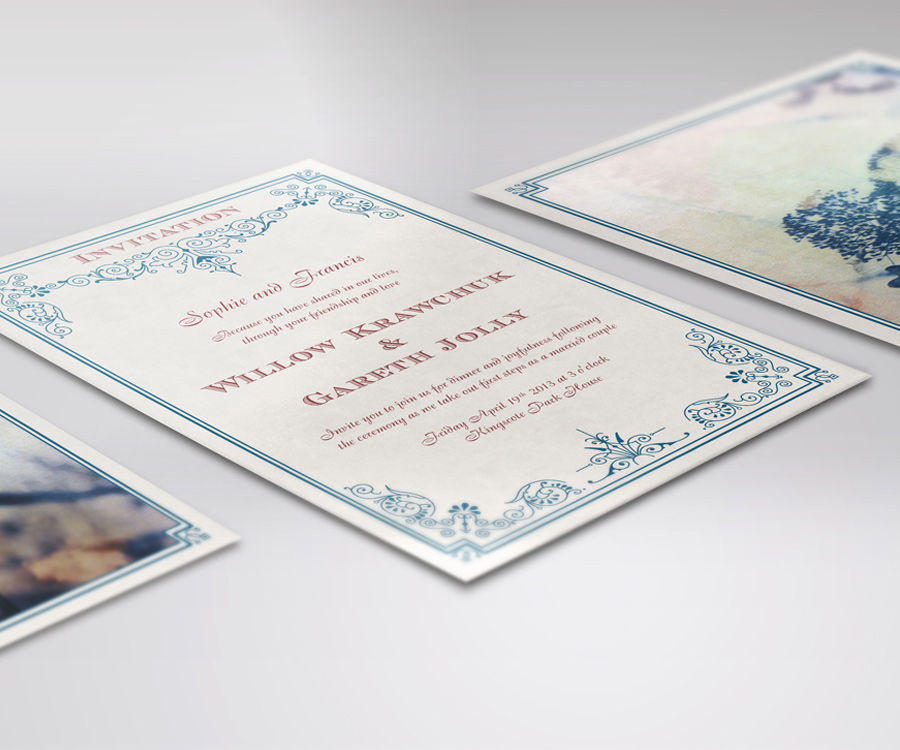 INVITATION
Sophie and Francis
Because you have shared in our lives,
through your friendship and love
WILLOW KRAWCHUK
&
GARETH JOLLY
Invite you to join us for dinner and joyfulness following
the ceremony as we take out first steps as a married couple
Friday April 19th 2013 at 3 o'clock
Kingscote Park House